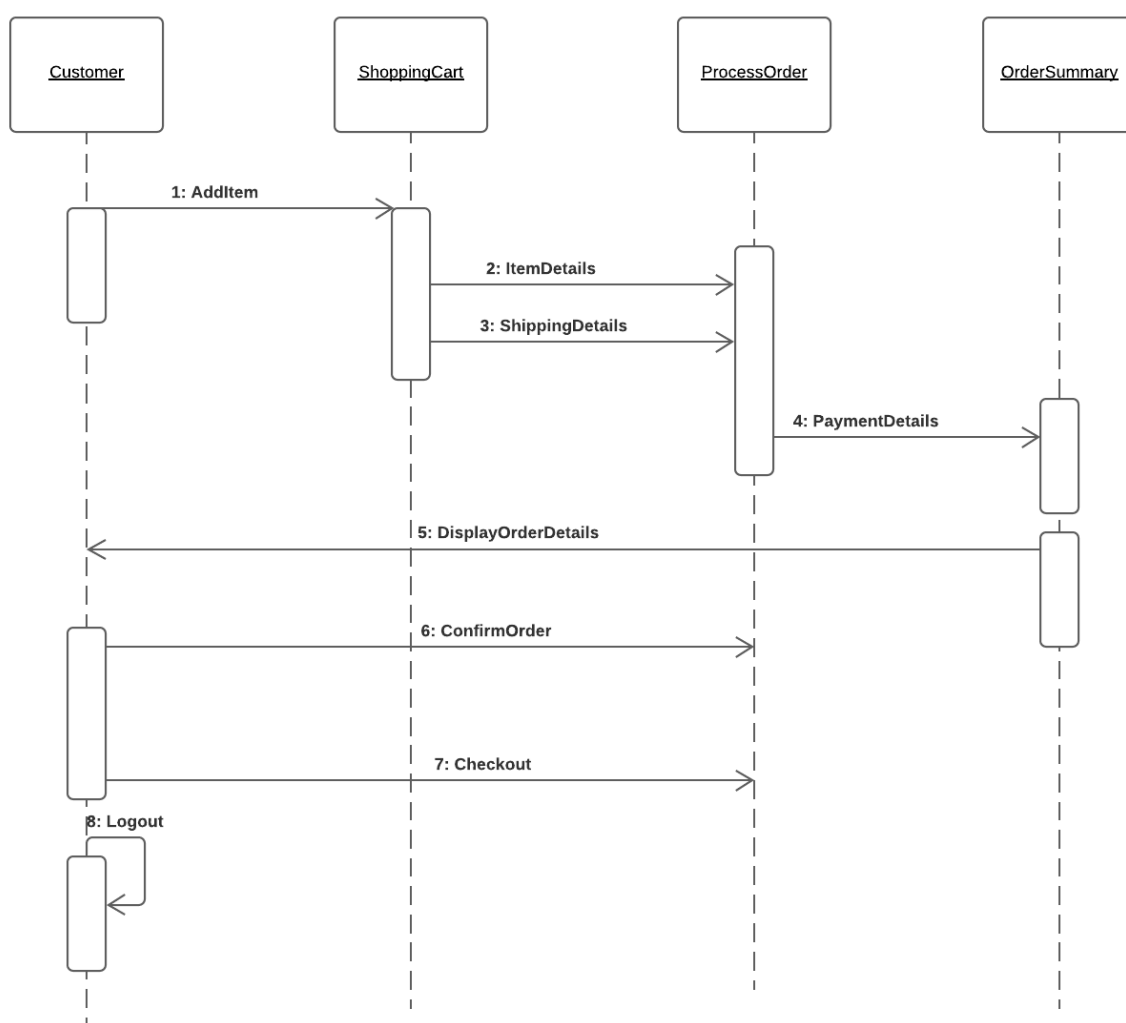 Customer
ShoppingCart
ProcessOrder
OrderSummary
1: AddItem
2: ItemDetails
3: ShippingDetails
4: PaymentDetails
5: DisplayOrderDetails
6: ConfirmOrder
7: Checkout
8: Logout